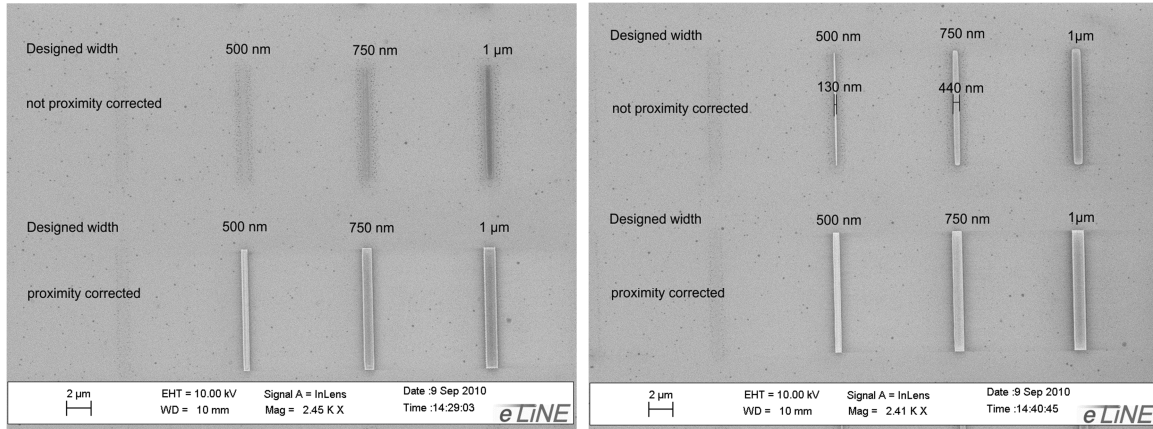 Designed width 500 nm 750 nm 1 µm
not proximity corrected
Designed width 500 nm 750 nm 1 µm
proximity corrected
2 µm
EHT = 10.00 kV Signal A = InLens Date :9 Sep 2010
WD = 10 mm Mag = 2.45 K X Time :14:29:03
eLiNE
Designed width 500 nm 750 nm 1µm
130 nm 440 nm
not proximity corrected
Designed width 500 nm 750 nm 1µm
proximity corrected
2 µm
EHT = 10.00 kV Signal A = InLens Date :9 Sep 2010
WD = 10 mm Mag = 2.41 K X Time :14:40:45
eLiNE